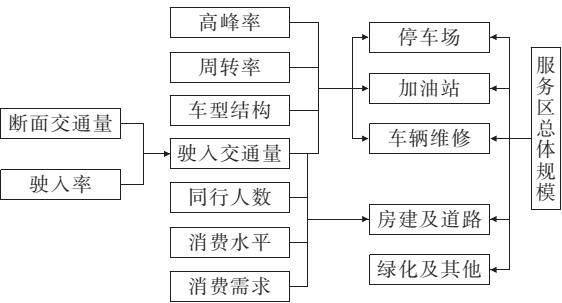 高峰率
周转率
车型结构
断面交通量
驶入率
驶入交通量
同行人数
消费水平
消费需求
停车场
加油站
车辆维修
房建及道路
绿化及其他
服务区总体规模